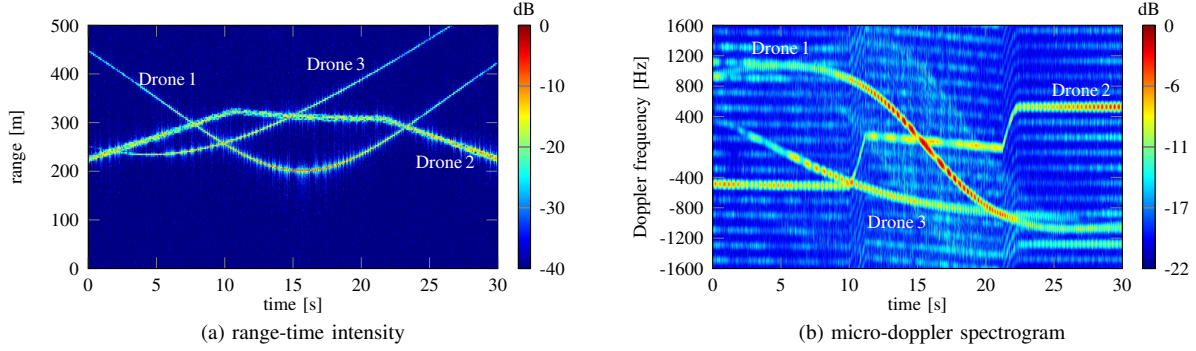 dB
500
400
300
200
100
0
range [m]
Drone 1
Drone 3
Drone 2
0
-10
-20
-30
-40
0 5 10 15 20 25 30
time [s]
(a) range-time intensity
dB
1600
1200
800
400
-400
-800
-1200
-1600
Doppler frequency [Hz]
Drone 1
Drone 2
Drone 3
0
-6
-11
-17
-22
0 5 10 15 20 25 30
time [s]
(b) micro-doppler spectrogram